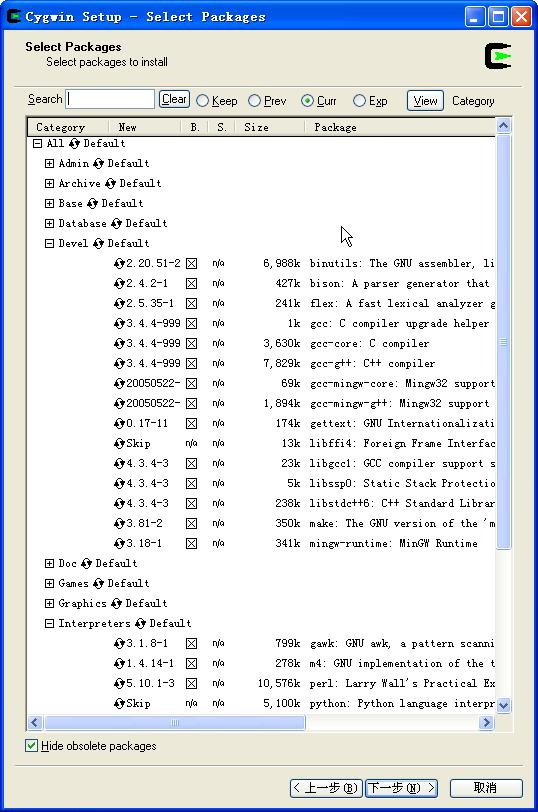 Cygwin Setup - Select Packages
Select Packages
Select packages to install
Search Clear Keep Prev Curr Exp View Category
Category New B. S. Size Package
All Default
Admin Default
Archive Default
Base Default
Database Default
Devel Default
2.20.51-2 n/a 6,988k binutils: The GNU assembler, li
2.4.2-1 n/a 427k bison: A parser generator that
2.5.35-1 n/a 241k flex: A fast lexical analyzer g
3.4.4-999 n/a 1k gcc: C compiler upgrade helper
3.4.4-999 n/a 3,630k gcc-core: C compiler
3.4.4-999 n/a 7,829k gcc-g++: C++ compiler
20050522- n/a 69k gcc-mingw-core: Mingw32 support
20050522- n/a 1,894k gcc-mingw-g++: Mingw32 support
0.17-11 n/a 174k gettext: GNU Internationalizati
Skip n/a n/a 13k libffi4: Foreign Frame Interfac
4.3.4-3 n/a 23k libgcc1: GCC compiler support s
4.3.4-3 n/a 5k libssp0: Static Stack Protectio
4.3.4-3 n/a 238k libstdc++6: C++ Standard Librar
3.81-2 n/a 350k make: The GNU version of the 'm
3.18-1 n/a 341k mingw-runtime: MinGW Runtime
Doc Default
Games Default
Graphics Default
Interpreters Default
3.1.8-1 n/a 799k gawk: GNU awk, a pattern scanni
1.4.14-1 n/a 278k m4: GNU implementation of the t
5.10.1-3 n/a 10,576k perl: Larry Wall's Practical Ex
Skip n/a n/a 5,100k python: Python language interpr
Hide obsolete packages
< 上一步(B) 下一步(N) > 取消